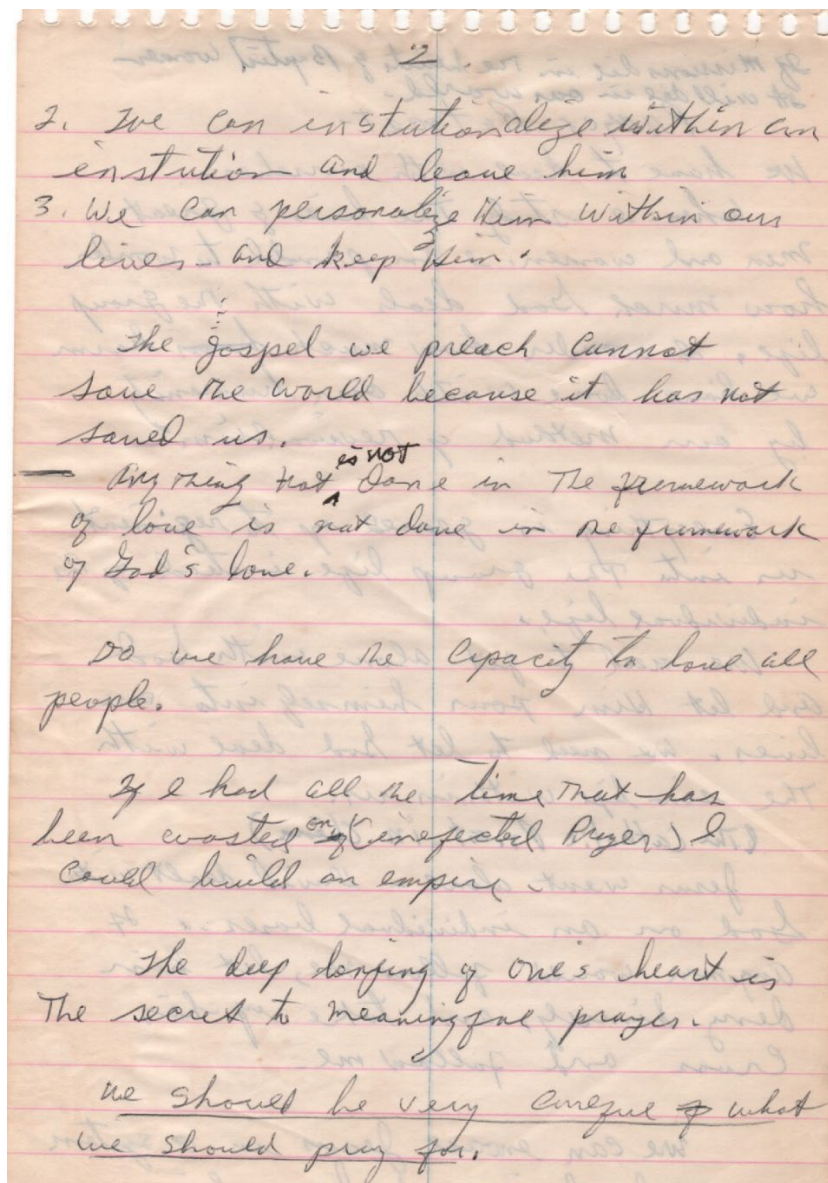 2
2. We can instutionalize within an
instution and leave him
3. We can personalize Him within our
lives - and keep Him.
The gospel we preach cannot
save the world because it has not
saved us.
— Any thing that is not done in the framework
of love is not done in the framework
of God's love.
Do we have the capacity to love all
people.
If I had all the time that has
been wasted on (inefected Prayer) I
could build an empire
The deep longing of one's heart is
The secret to meaningful prayer.
we should be very careful what
we should pray for.